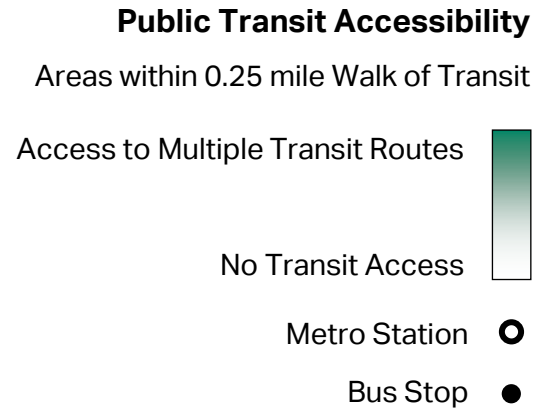 Public Transit Accessibility
Areas within 0.25 mile Walk of Transit
Access to Multiple Transit Routes
No Transit Access
Metro Station
Bus Stop